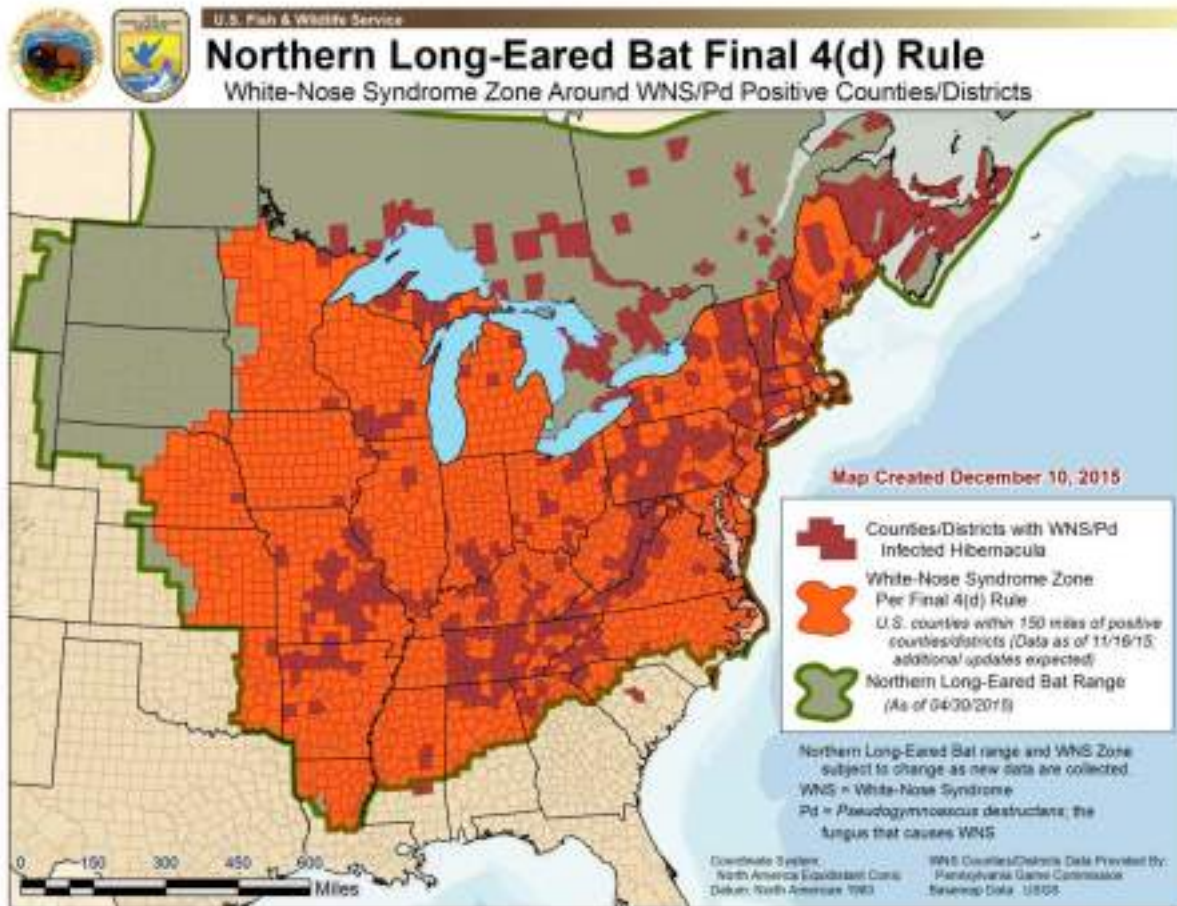 U.S. Fish & Wildlife Service
Northern Long-Eared Bat Final 4(d) Rule
White-Nose Syndrome Zone Around WNS/Pd Positive Counties/Districts
Map Created December 10, 2015
Counties/Districts with WNS/Pd
Infected Hibernacula
White-Nose Syndrome Zone
Per Final 4(d) Rule
U.S. counties within 150 miles of positive
counties/districts (Data as of 11/16/15;
additional updates expected)
Northern Long-Eared Bat Range
(As of 04/30/2015)
Northern Long-Eared Bat range and WNS Zone
subject to change as new data are collected
WNS = White-Nose Syndrome
Pd = Pseudogymnoascus destructans; the
fungus that causes WNS
0 150 300 450 600
Miles
Coordinate System:
North America Equidistant Conic
Datum: North American 1983
WNS Counties/Districts Data Provided By:
Pennsylvania Game Commission
Basemap Data: USGS